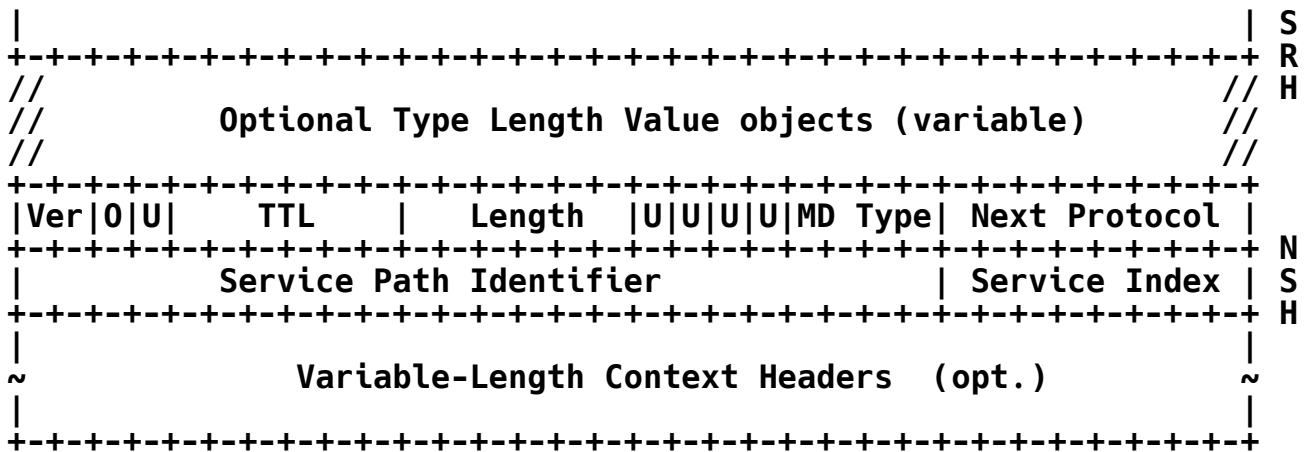 |                                                               | S
+-+-+-+-+-+-+-+-+-+-+-+-+-+-+-+-+-+-+-+-+-+-+-+-+-+-+-+-+-+-+-+-+ R
//                                                             // H
//         Optional Type Length Value objects (variable)       //
//                                                             //
+-+-+-+-+-+-+-+-+-+-+-+-+-+-+-+-+-+-+-+-+-+-+-+-+-+-+-+-+-+-+-+-+
|Ver|O|U|    TTL    |   Length  |U|U|U|U|MD Type| Next Protocol |
+-+-+-+-+-+-+-+-+-+-+-+-+-+-+-+-+-+-+-+-+-+-+-+-+-+-+-+-+-+-+-+-+ N
|          Service Path Identifier              | Service Index | S
+-+-+-+-+-+-+-+-+-+-+-+-+-+-+-+-+-+-+-+-+-+-+-+-+-+-+-+-+-+-+-+-+ H
|                                                               |
~              Variable-Length Context Headers  (opt.)          ~
|                                                               |
+-+-+-+-+-+-+-+-+-+-+-+-+-+-+-+-+-+-+-+-+-+-+-+-+-+-+-+-+-+-+-+-+